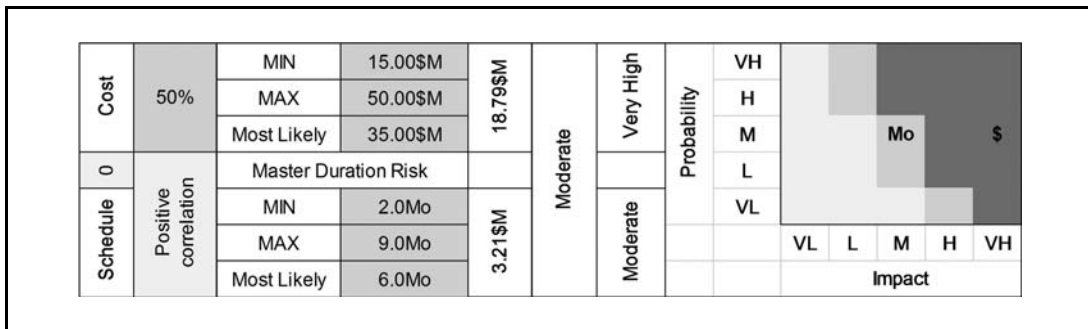 Cost 50% MIN 15.00$M 18.79$M Moderate Very High Probability VH
MAX 50.00$M H
Most Likely 35.00$M M Mo $
0 Positive correlation Master Duration Risk L
Schedule MIN 2.0Mo 3.21$M Moderate VL
MAX 9.0Mo VL L M H VH
Most Likely 6.0Mo Impact